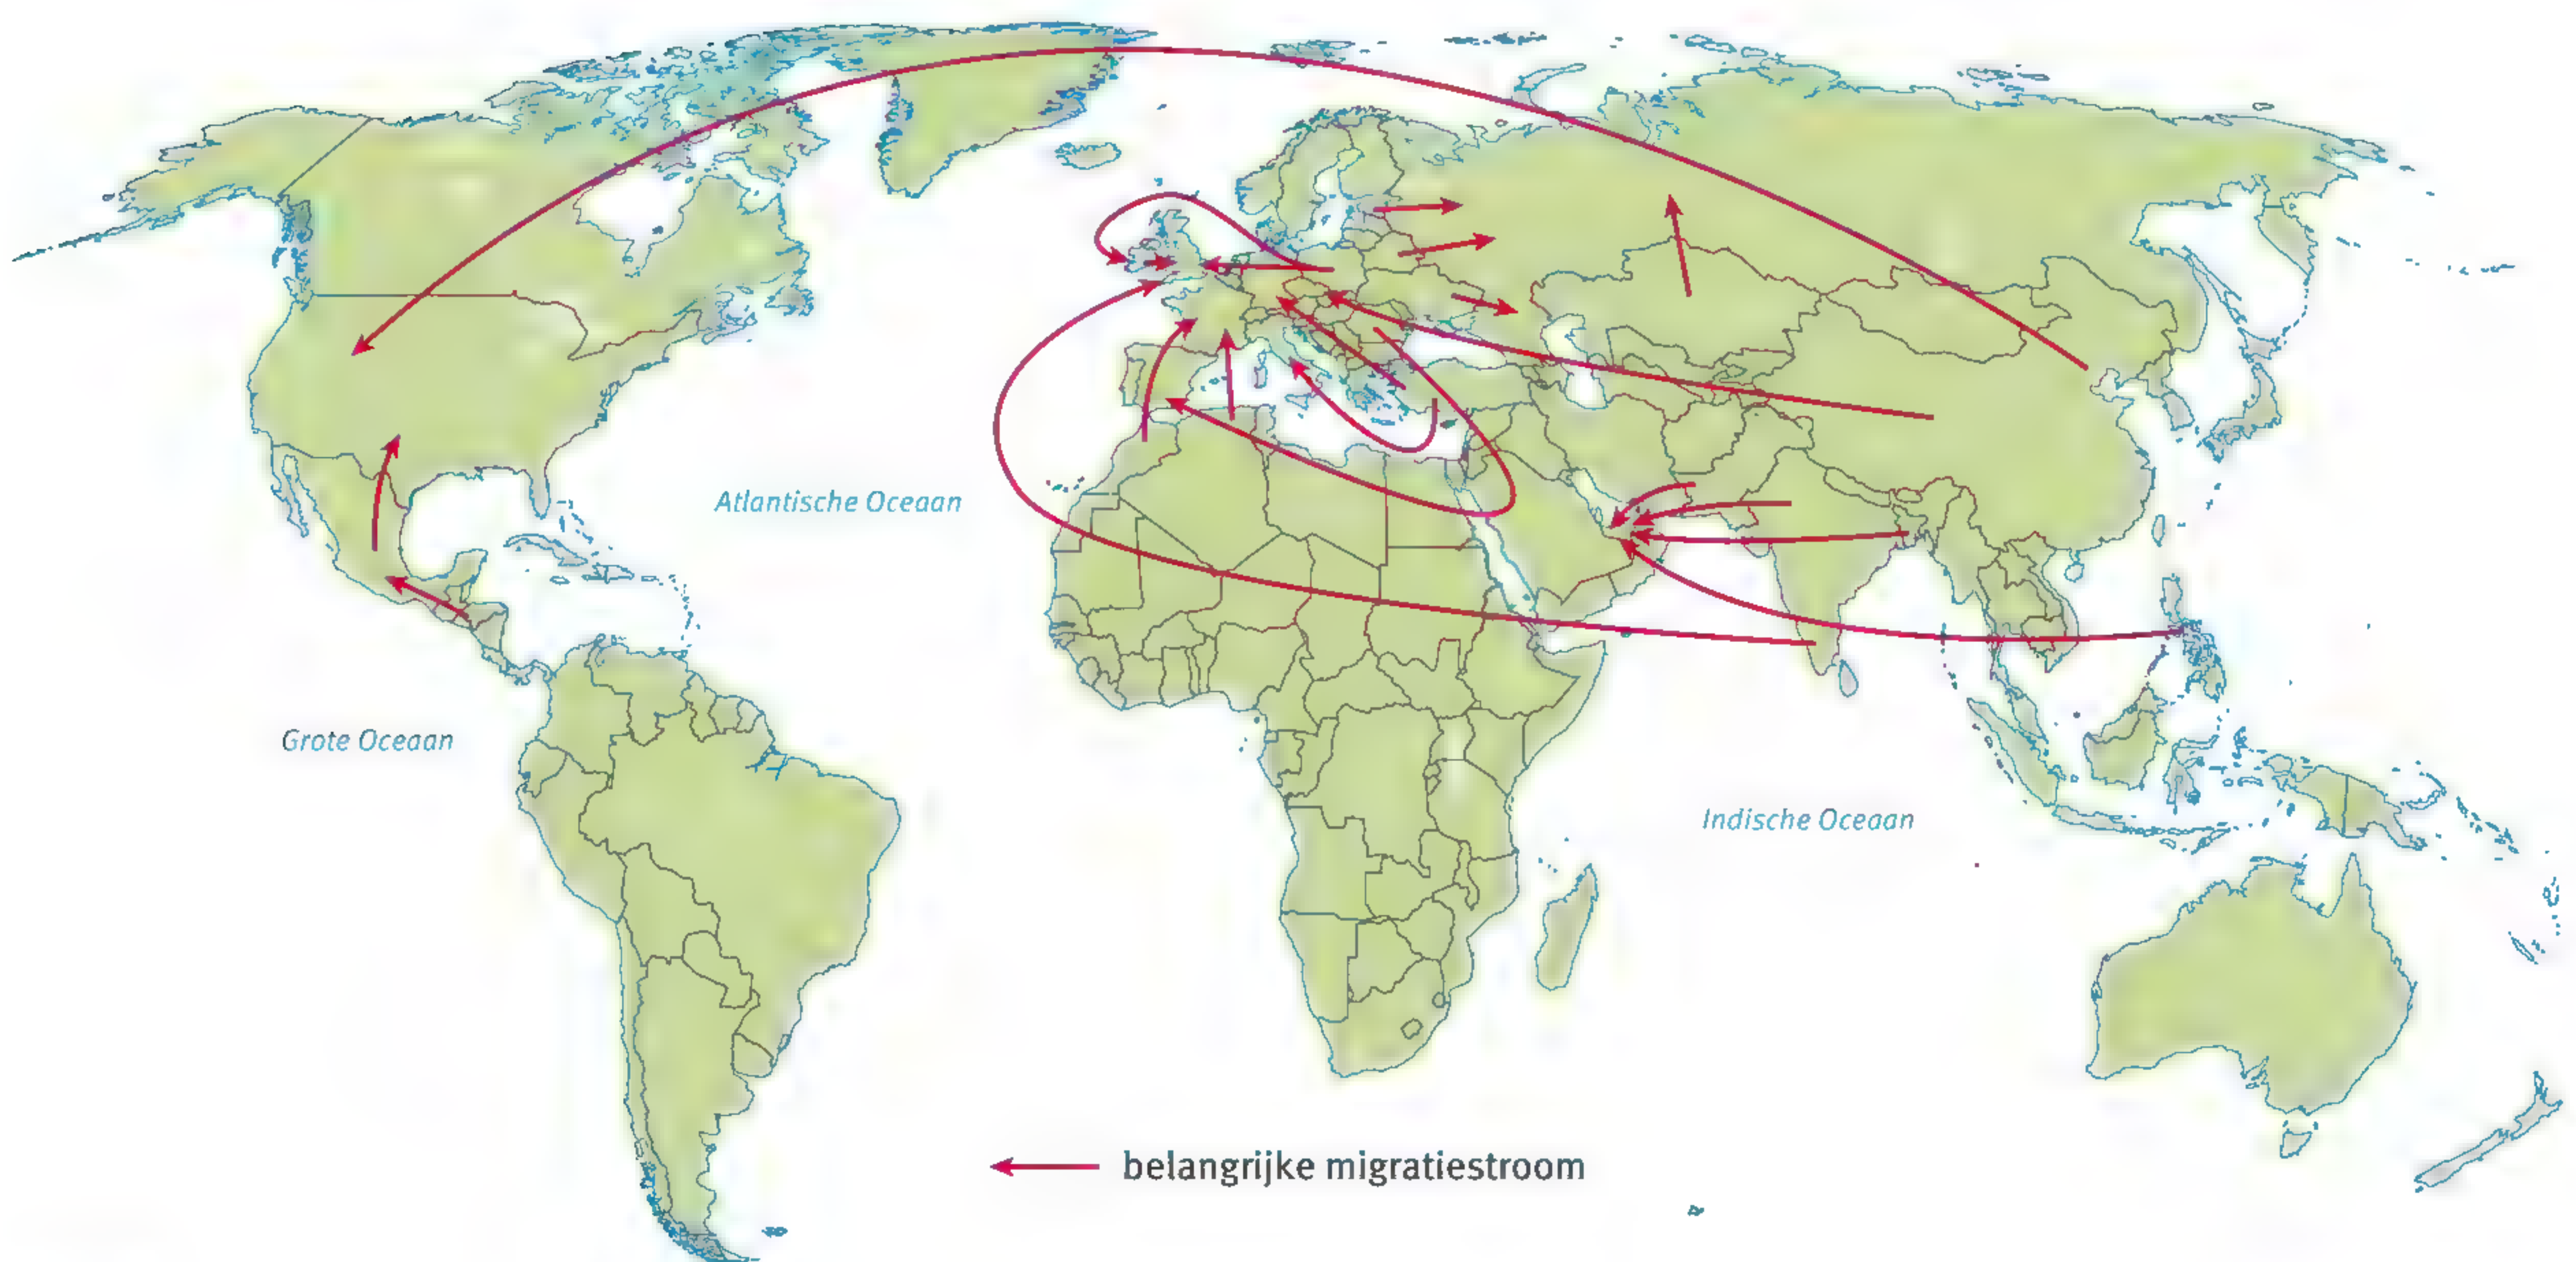 Atlantische Oceaan
Grote Oceaan
Indische Oceaan
belangrijke migratiestroom